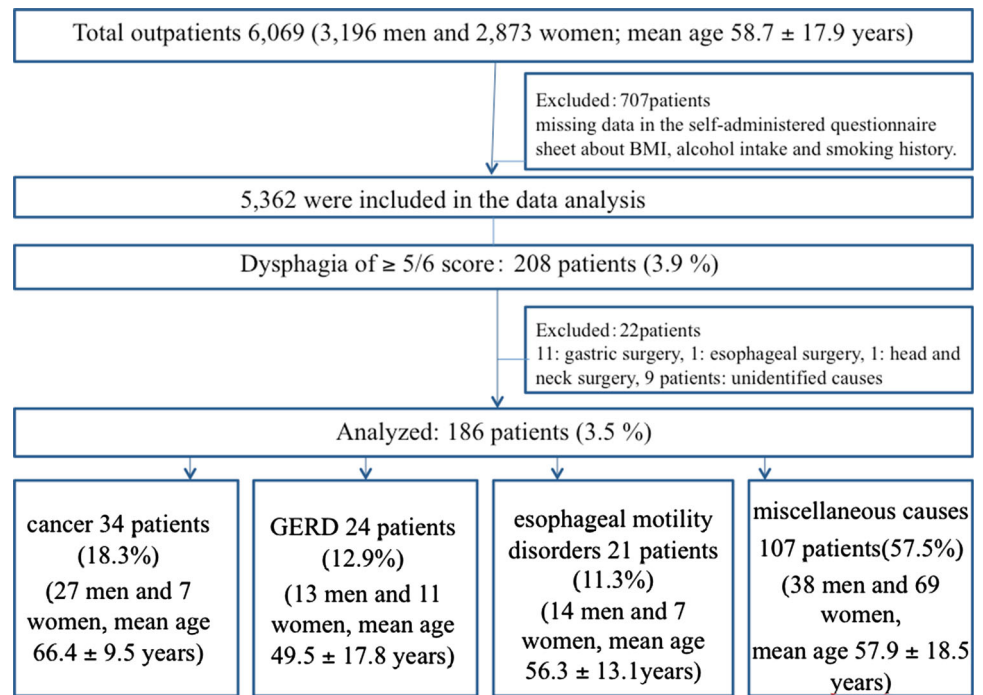 Total outpatients 6,069 (3,196 men and 2,873 women; mean age 58.7 ± 17.9 years)
Excluded: 707patients
missing data in the self-administered questionnaire
sheet about BMI, alcohol intake and smoking history.
5,362 were included in the data analysis
Dysphagia of ≥ 5/6 score: 208 patients (3.9 %)
Excluded: 22patients
11: gastric surgery, 1: esophageal surgery, 1: head and
neck surgery, 9 patients: unidentified causes
Analyzed: 186 patients (3.5 %)
cancer 34 patients
(18.3%)
(27 men and 7
women, mean age
66.4 ± 9.5 years)
GERD 24 patients
(12.9%)
(13 men and 11
women, mean age
49.5 ± 17.8 years)
esophageal motility
disorders 21 patients
(11.3%)
(14 men and 7
women, mean age
56.3 ± 13.1years)
miscellaneous causes
107 patients(57.5%)
(38 men and 69
women,
mean age 57.9 ± 18.5
years)